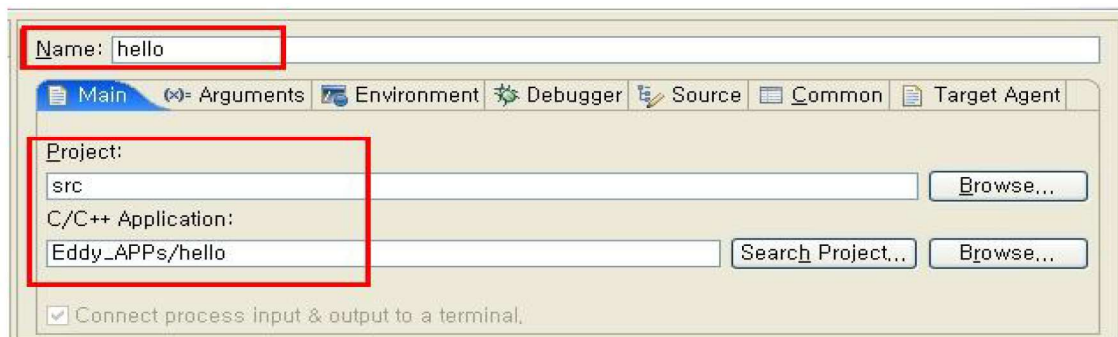 Name: hello
Main (x)= Arguments Environment Debugger Source Common Target Agent
Project:
src Browse...
C/C++ Application:
Eddy_APPs/hello Search Project... Browse...
Connect process input & output to a terminal.